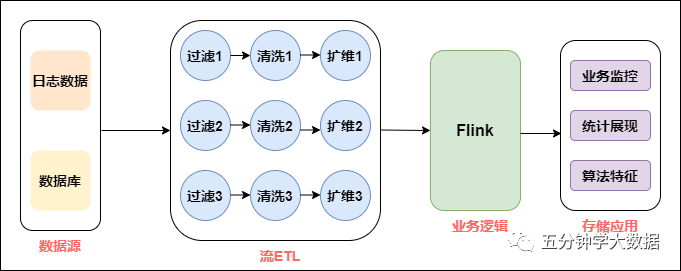 日志数据
数据库
数据源
过滤1
清洗1
扩维1
过滤2
清洗2
扩维2
过滤3
清洗3
扩维3
流ETL
Flink
业务逻辑
业务监控
统计展现
算法特征
存储应用
五分钟学大数据